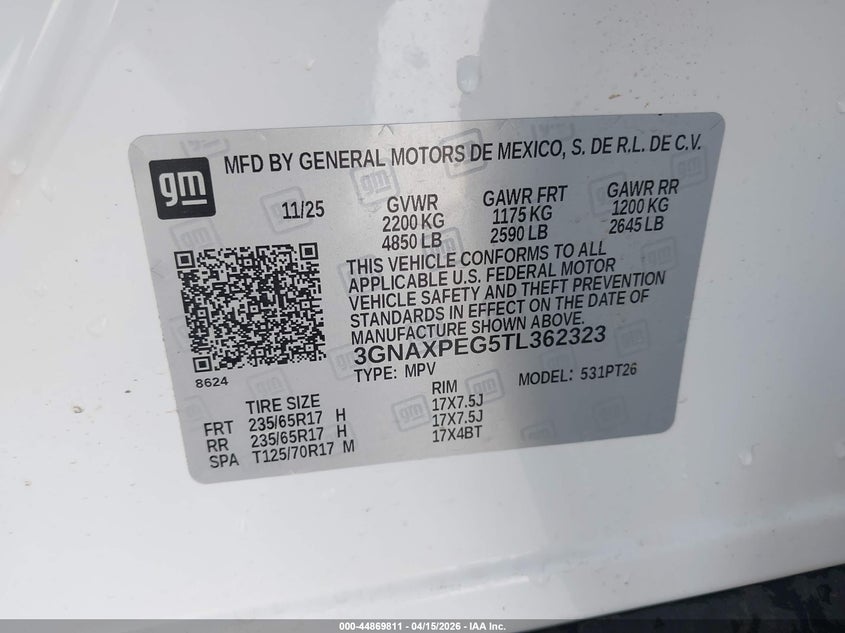 gm
MFD BY GENERAL MOTORS DE MEXICO, S. DE R.L. DE C.V.
11/25 GVWR GAWR FRT GAWR RR
2200 KG 1175 KG 1200 KG
4850 LB 2590 LB 2645 LB
THIS VEHICLE CONFORMS TO ALL
APPLICABLE U.S. FEDERAL MOTOR
VEHICLE SAFETY AND THEFT PREVENTION
STANDARDS IN EFFECT ON THE DATE OF
MANUFACTURE SHOWN ABOVE.
3GNAXPEG5TL362323
8624
TYPE: MPV MODEL: 531PT26
TIRE SIZE RIM
FRT 235/65R17 H 17X7.5J
RR 235/65R17 H 17X7.5J
SPA T125/70R17 M 17X4BT
000-44869811 - 04/15/2026 - IAA Inc.